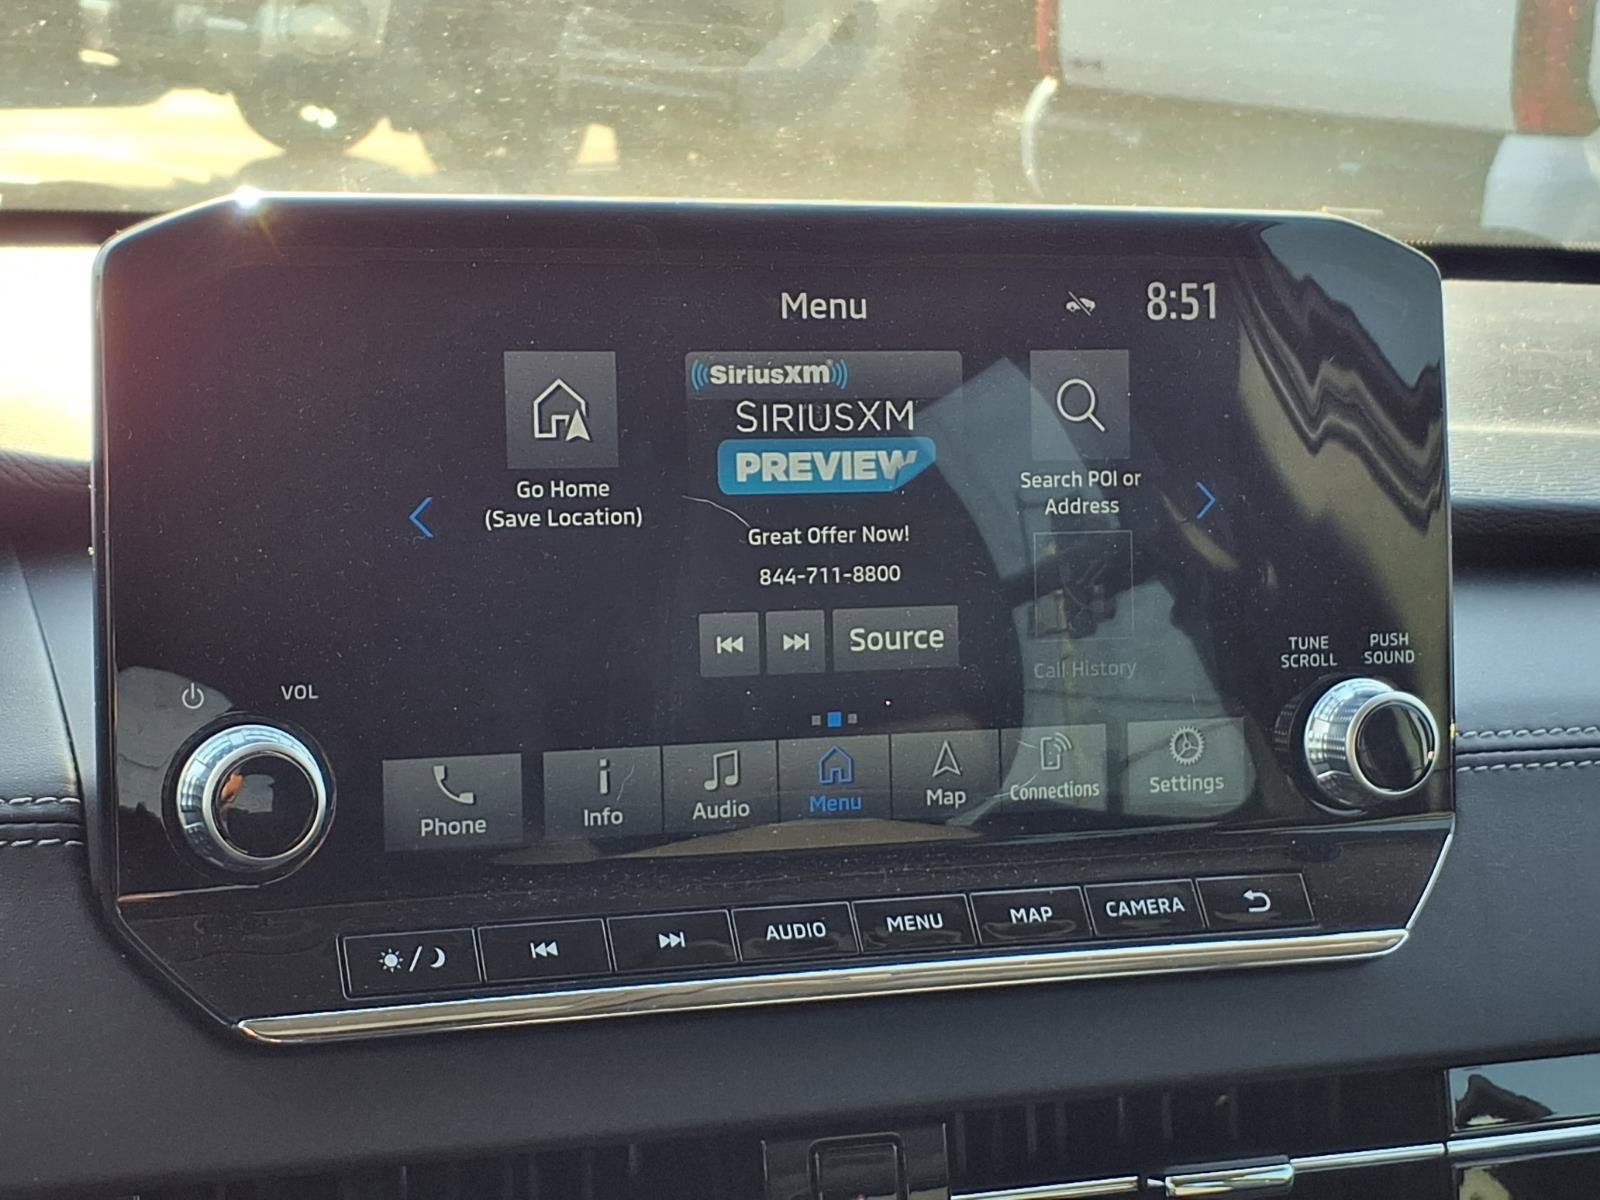 Menu
8:51
SiriusXM
SIRIUSXM
PREVIEW
Great Offer Now!
844-711-8800
Source
Go Home
(Save Location)
Search POI or
Address
Call History
TUNE
SCROLL
PUSH
SOUND
VOL
Phone
Info
Audio
Menu
Map
Connections
Settings
AUDIO
MENU
MAP
CAMERA